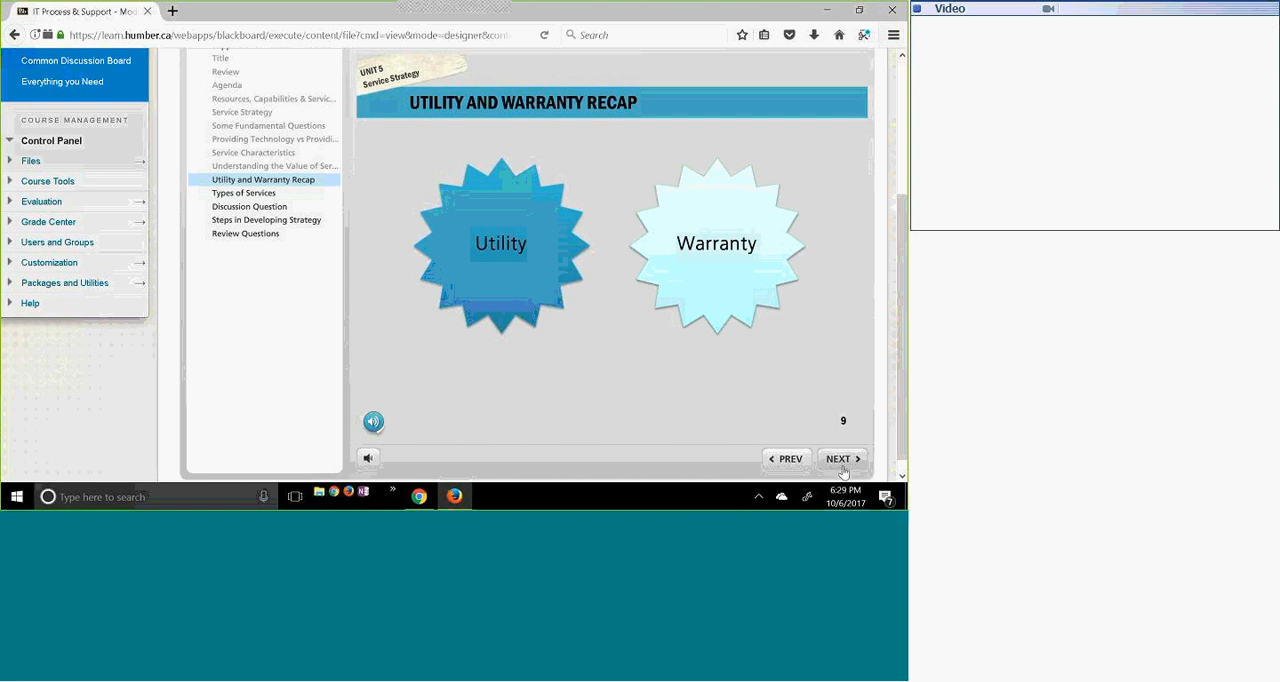 IT Process & Support - Mod
Video
https://learn.humber.ca/webapps/blackboard/execute/content/file?cmd=view&mode=designer&cont
Search
Common Discussion Board
Everything you Need
COURSE MANAGEMENT
Control Panel
Files
Course Tools
Evaluation
Grade Center
Users and Groups
Customization
Packages and Utilities
Help
Title
Review
Agenda
Resources, Capabilities & Servic...
Service Strategy
Some Fundamental Questions
Providing Technology vs Providi...
Service Characteristics
Understanding the Value of Ser...
Utility and Warranty Recap
Types of Services
Discussion Question
Steps in Developing Strategy
Review Questions
UNIT 5
Service Strategy
UTILITY AND WARRANTY RECAP
Utility
Warranty
9
PREV
NEXT
Type here to search
6:29 PM
10/6/2017
7